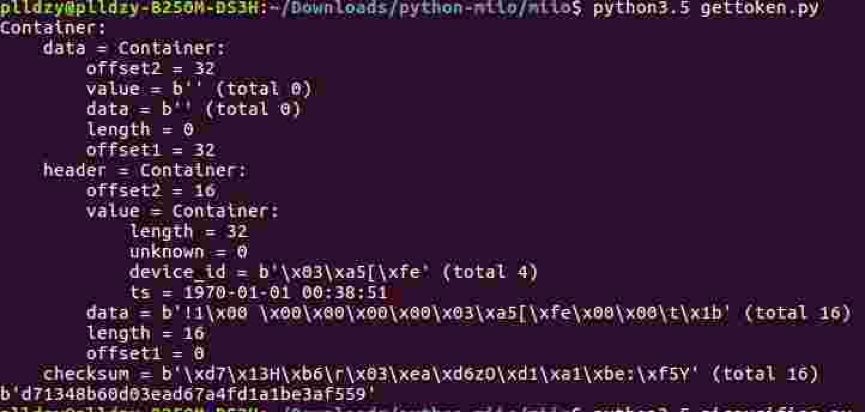 plldzy@plldzy-B250M-DS3H:~/Downloads/python-miio/miio$ python3.5 gettoken.py
Container:
    data = Container:
        offset2 = 32
        value = b'' (total 0)
        data = b'' (total 0)
        length = 0
        offset1 = 32
    header = Container:
        offset2 = 16
        value = Container:
            length = 32
            unknown = 0
            device_id = b'\x03\xa5[\xfe' (total 4)
            ts = 1970-01-01 00:38:51
        data = b'!1\x00 \x00\x00\x00\x00\x03\xa5[\xfe\x00\x00\t\x1b' (total 16)
        length = 16
        offset1 = 0
    checksum = b'\xd7\x13H\xb6\r\x03\xea\xd6zO\xd1\xa1\xbe:\xf5Y' (total 16)
b'd71348b60d03ead67a4fd1a1be3af559'